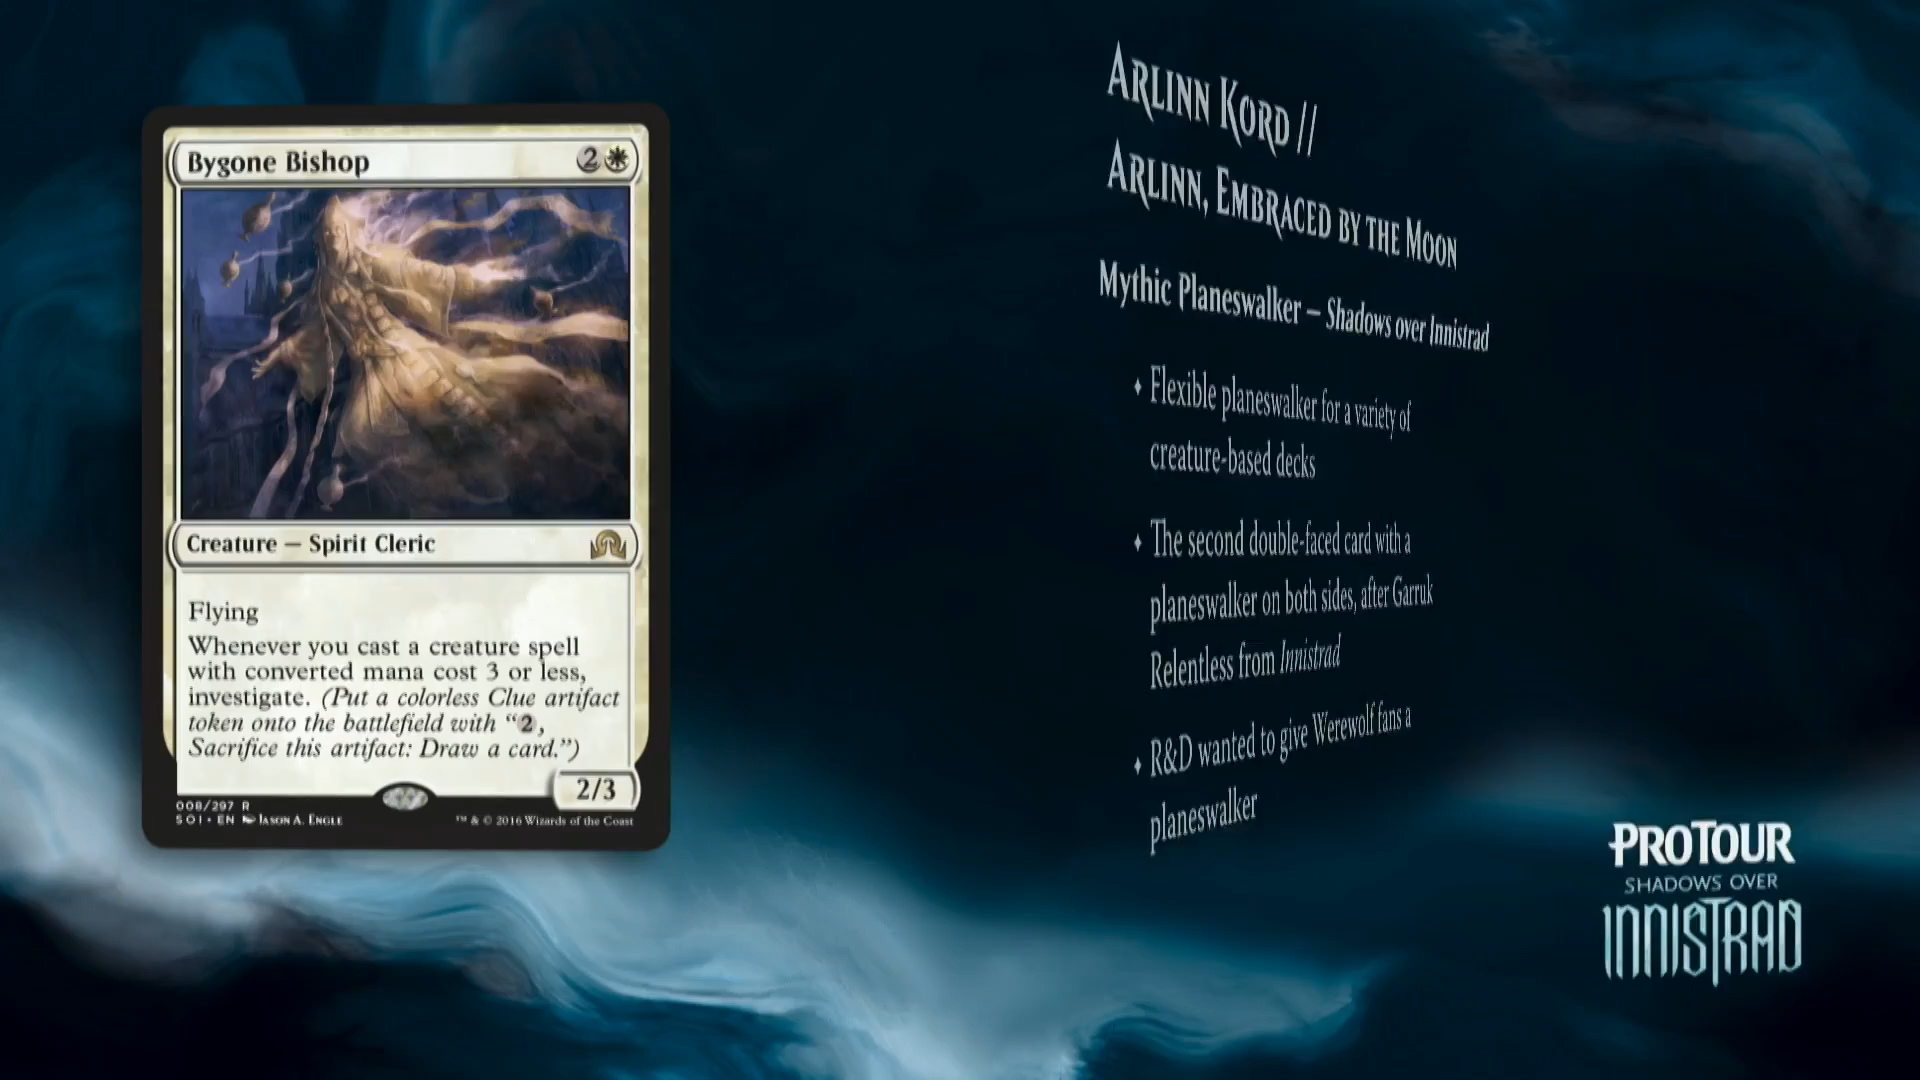 Bygone Bishop 2
Creature — Spirit Cleric
Flying
Whenever you cast a creature spell
with converted mana cost 3 or less,
investigate. (Put a colorless Clue artifact
token onto the battlefield with “2,
Sacrifice this artifact: Draw a card.”)
2/3
008/297 R
SOI • EN Jason A. Engle
™ & © 2016 Wizards of the Coast
Arlinn Kord //
Arlinn, Embraced by the Moon
Mythic Planeswalker – Shadows over Innistrad
♦ Flexible planeswalker for a variety of
creature-based decks
♦ The second double-faced card with a
planeswalker on both sides, after Garruk
Relentless from Innistrad
♦ R&D wanted to give Werewolf fans a
planeswalker
PRO TOUR
SHADOWS OVER
INNISTRAD